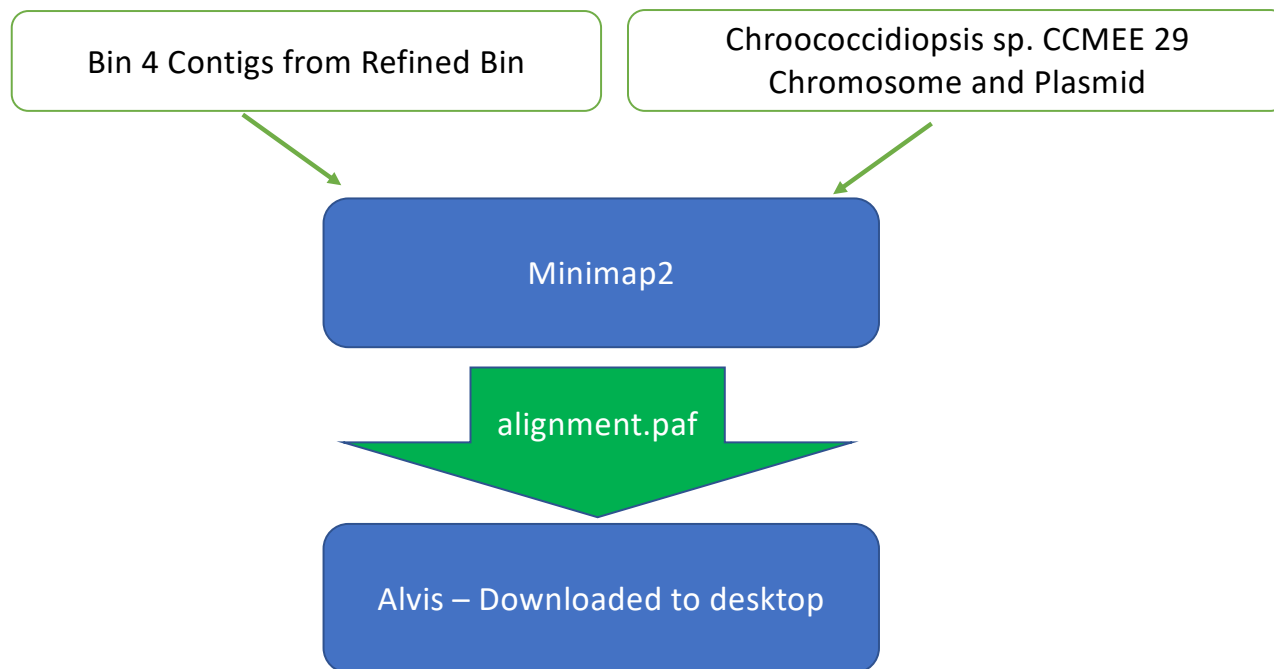 Bin 4 Contigs from Refined Bin
Chroococcidiopsis sp. CCMEE 29
Chromosome and Plasmid
Minimap2
alignment.paf
Alvis – Downloaded to desktop